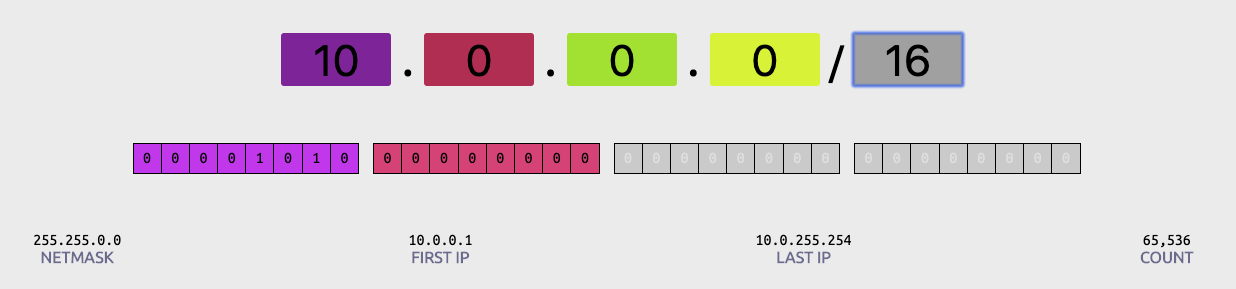 10 . 0 . 0 . 0 / 16
0 0 0 0 1 0 1 0 0 0 0 0 0 0 0 0 0 0 0 0 0 0 0 0 0 0 0 0 0 0 0 0
255.255.0.0 10.0.0.1 10.0.255.254 65,536
NETMASK FIRST IP LAST IP COUNT